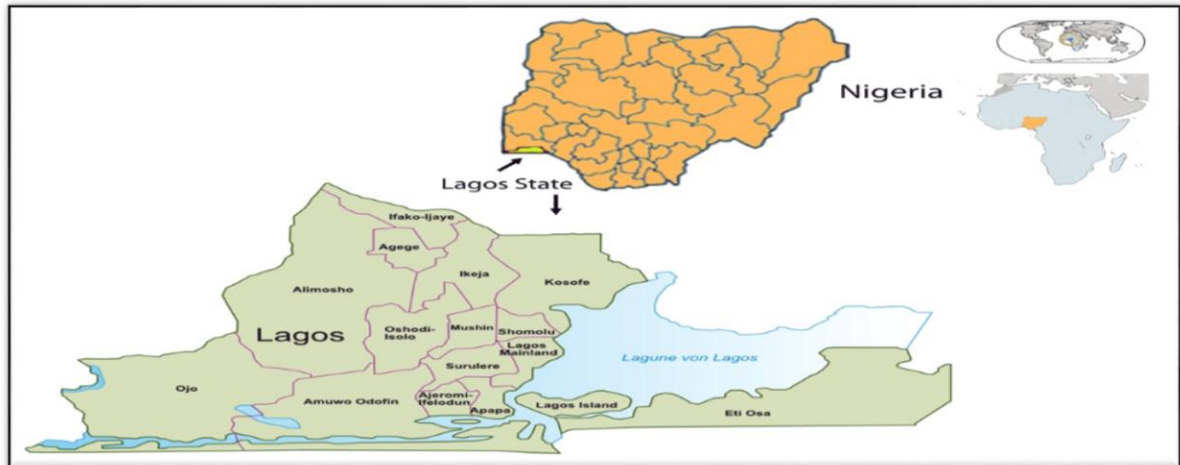 Nigeria
Lagos State
Ifako-Ijaye
Agege
Ikeja
Kosofe
Alimosho
Lagos
Oshodi-
Isolo
Mushin
Shomolu
Lagos
Mainland
Lagune von Lagos
Surulere
Ojo
Amuwo Odofin
Ajeromi-
Ifelodun
Apapa
Lagos Island
Eti Osa